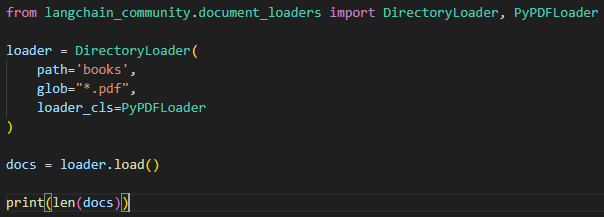 from langchain_community.document_loaders import DirectoryLoader, PyPDFLoader
loader = DirectoryLoader(
    path='books',
    glob="*.pdf",
    loader_cls=PyPDFLoader
)
docs = loader.load()
print(len(docs))